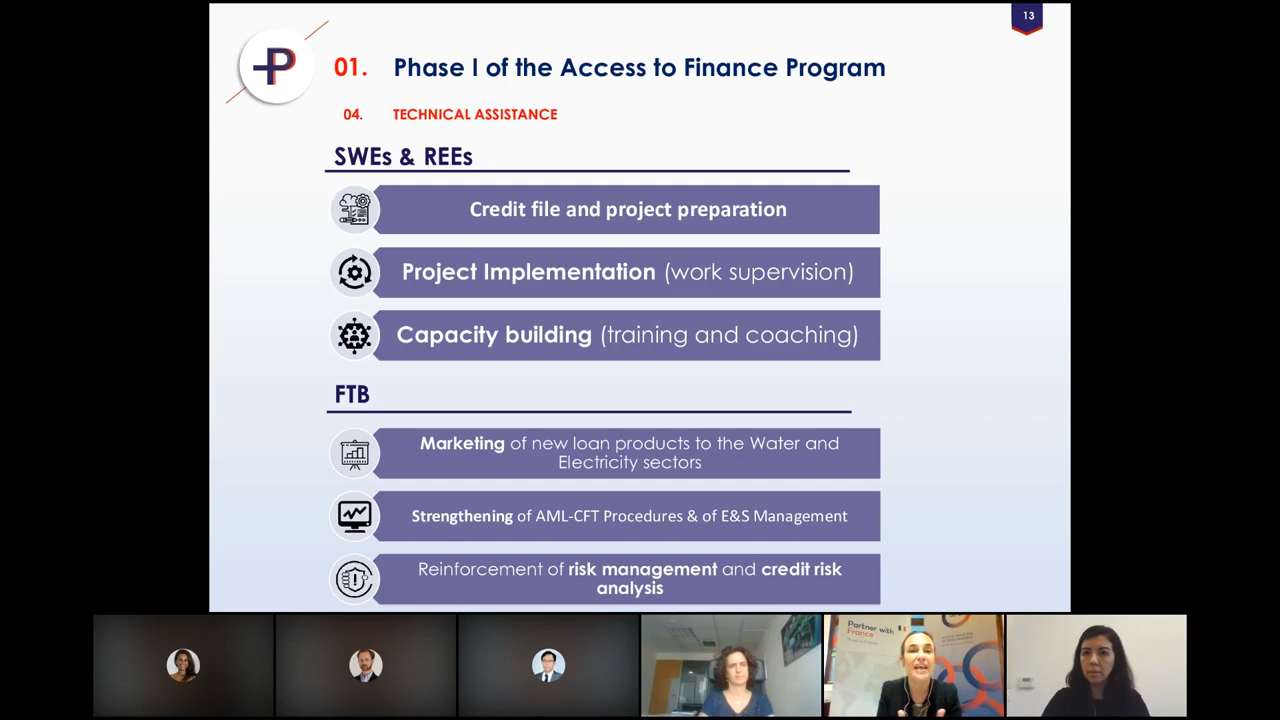 13
P
01. Phase I of the Access to Finance Program
04. TECHNICAL ASSISTANCE
SWEs & REEs
Credit file and project preparation
Project Implementation (work supervision)
Capacity building (training and coaching)
FTB
Marketing of new loan products to the Water and
Electricity sectors
Strengthening of AML-CFT Procedures & of E&S Management
Reinforcement of risk management and credit risk
analysis
Partner with
France